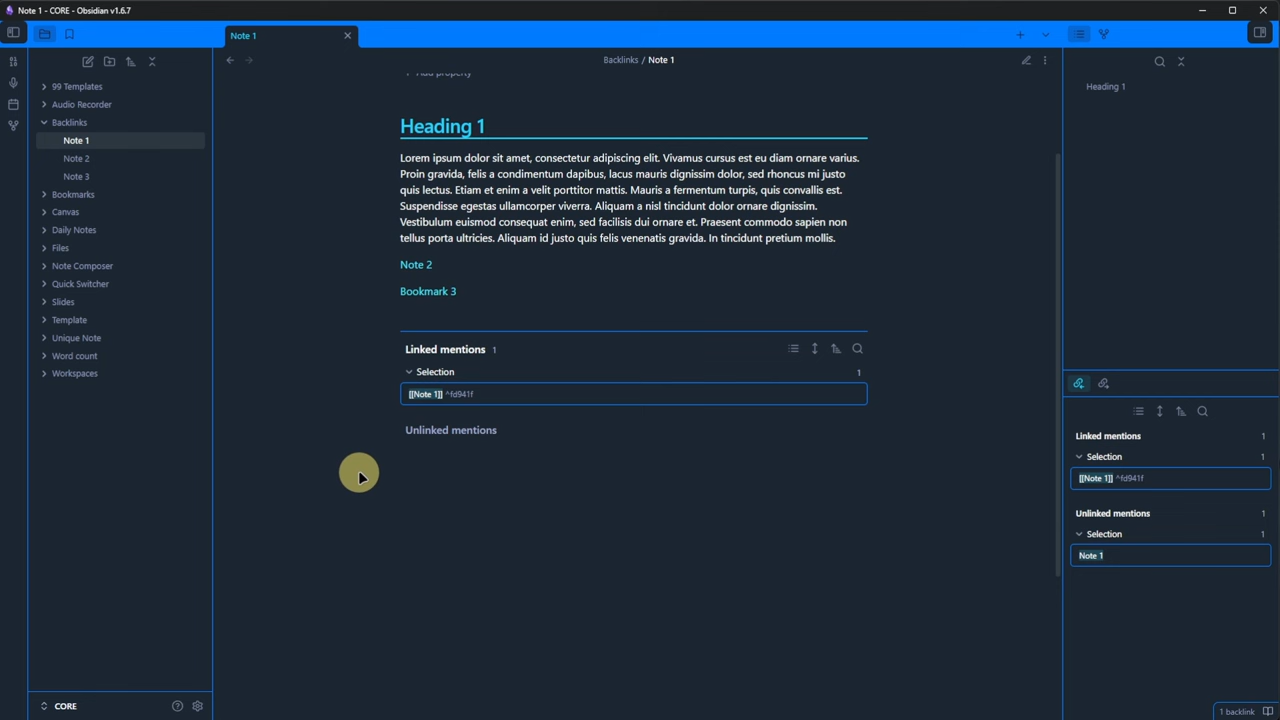 Note 1 - CORE - Obsidian v1.6.7
Note 1
Backlinks / Note 1
Add property
99 Templates
Audio Recorder
Backlinks
Note 1
Note 2
Note 3
Bookmarks
Canvas
Daily Notes
Files
Note Composer
Quick Switcher
Slides
Template
Unique Note
Word count
Workspaces
CORE
Heading 1
Lorem ipsum dolor sit amet, consectetur adipiscing elit. Vivamus cursus est eu diam ornare varius.
Proin gravida, felis a condimentum dapibus, lacus mauris dignissim dolor, sed rhoncus mi justo
quis lectus. Etiam et enim a velit porttitor mattis. Mauris a fermentum turpis, quis convallis est.
Suspendisse egestas ullamcorper viverra. Aliquam a nisl tincidunt dolor ornare dignissim.
Vestibulum euismod consequat enim, sed facilisis dui ornare et. Praesent commodo sapien non
tellus porta ultricies. Aliquam id justo quis felis venenatis gravida. In tincidunt pretium mollis.
Note 2
Bookmark 3
Linked mentions 1
Selection 1
[[Note 1]] ^fd941f
Unlinked mentions
Heading 1
Linked mentions 1
Selection 1
[[Note 1]] ^fd941f
Unlinked mentions 1
Selection 1
Note 1
1 backlink